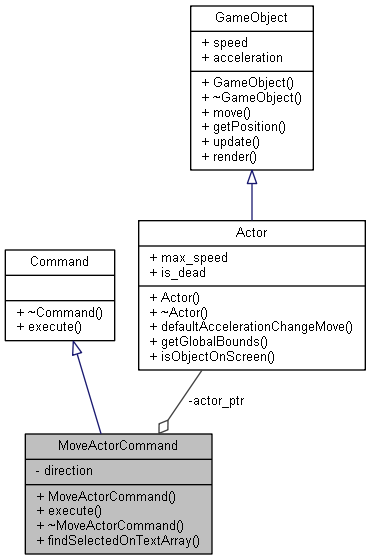 GameObject
+ speed
+ acceleration
+ GameObject()
+ ~GameObject()
+ move()
+ getPosition()
+ update()
+ render()
Actor
+ max_speed
+ is_dead
+ Actor()
+ ~Actor()
+ defaultAccelerationChangeMove()
+ getGlobalBounds()
+ isObjectOnScreen()
Command
+ ~Command()
+ execute()
-actor_ptr
MoveActorCommand
- direction
+ MoveActorCommand()
+ execute()
+ ~MoveActorCommand()
+ findSelectedOnTextArray()